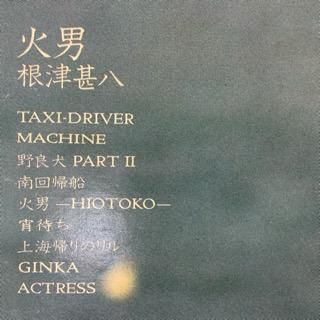 火男
根津甚八
TAXI-DRIVER
MACHINE
野良犬 PART II
南回帰船
火男 —HIOTOKO—
宵待ち
上海帰りのリル
GINKA
ACTRESS